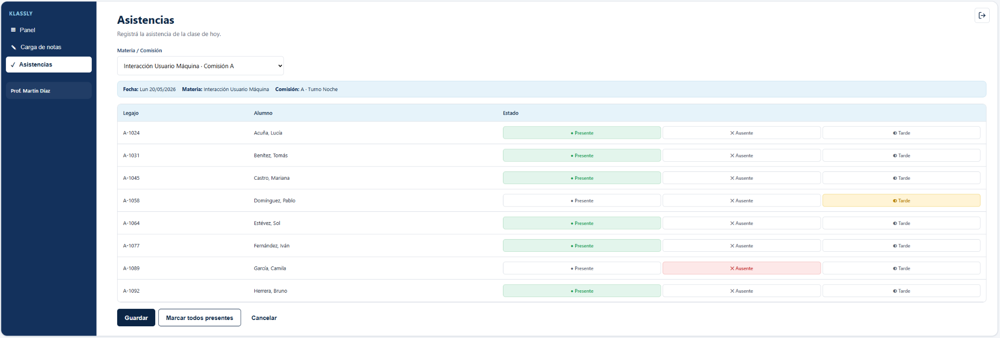 KLASSLY
Panel
Carga de notas
✓ Asistencias
Prof. Martín Díaz
Asistencias
Registrá la asistencia de la clase de hoy.
Materia / Comisión
Interacción Usuario Máquina · Comisión A
Fecha: Lun 20/05/2026 Materia: Interacción Usuario Máquina Comisión: A · Turno Noche
Legajo Alumno Estado
A-1024 Acuña, Lucía ● Presente ✕ Ausente ◐ Tarde
A-1031 Benítez, Tomás ● Presente ✕ Ausente ◐ Tarde
A-1045 Castro, Mariana ● Presente ✕ Ausente ◐ Tarde
A-1058 Domínguez, Pablo ● Presente ✕ Ausente ◐ Tarde
A-1064 Estévez, Sol ● Presente ✕ Ausente ◐ Tarde
A-1077 Fernández, Iván ● Presente ✕ Ausente ◐ Tarde
A-1089 García, Camila ● Presente ✕ Ausente ◐ Tarde
A-1092 Herrera, Bruno ● Presente ✕ Ausente ◐ Tarde
Guardar Marcar todos presentes Cancelar